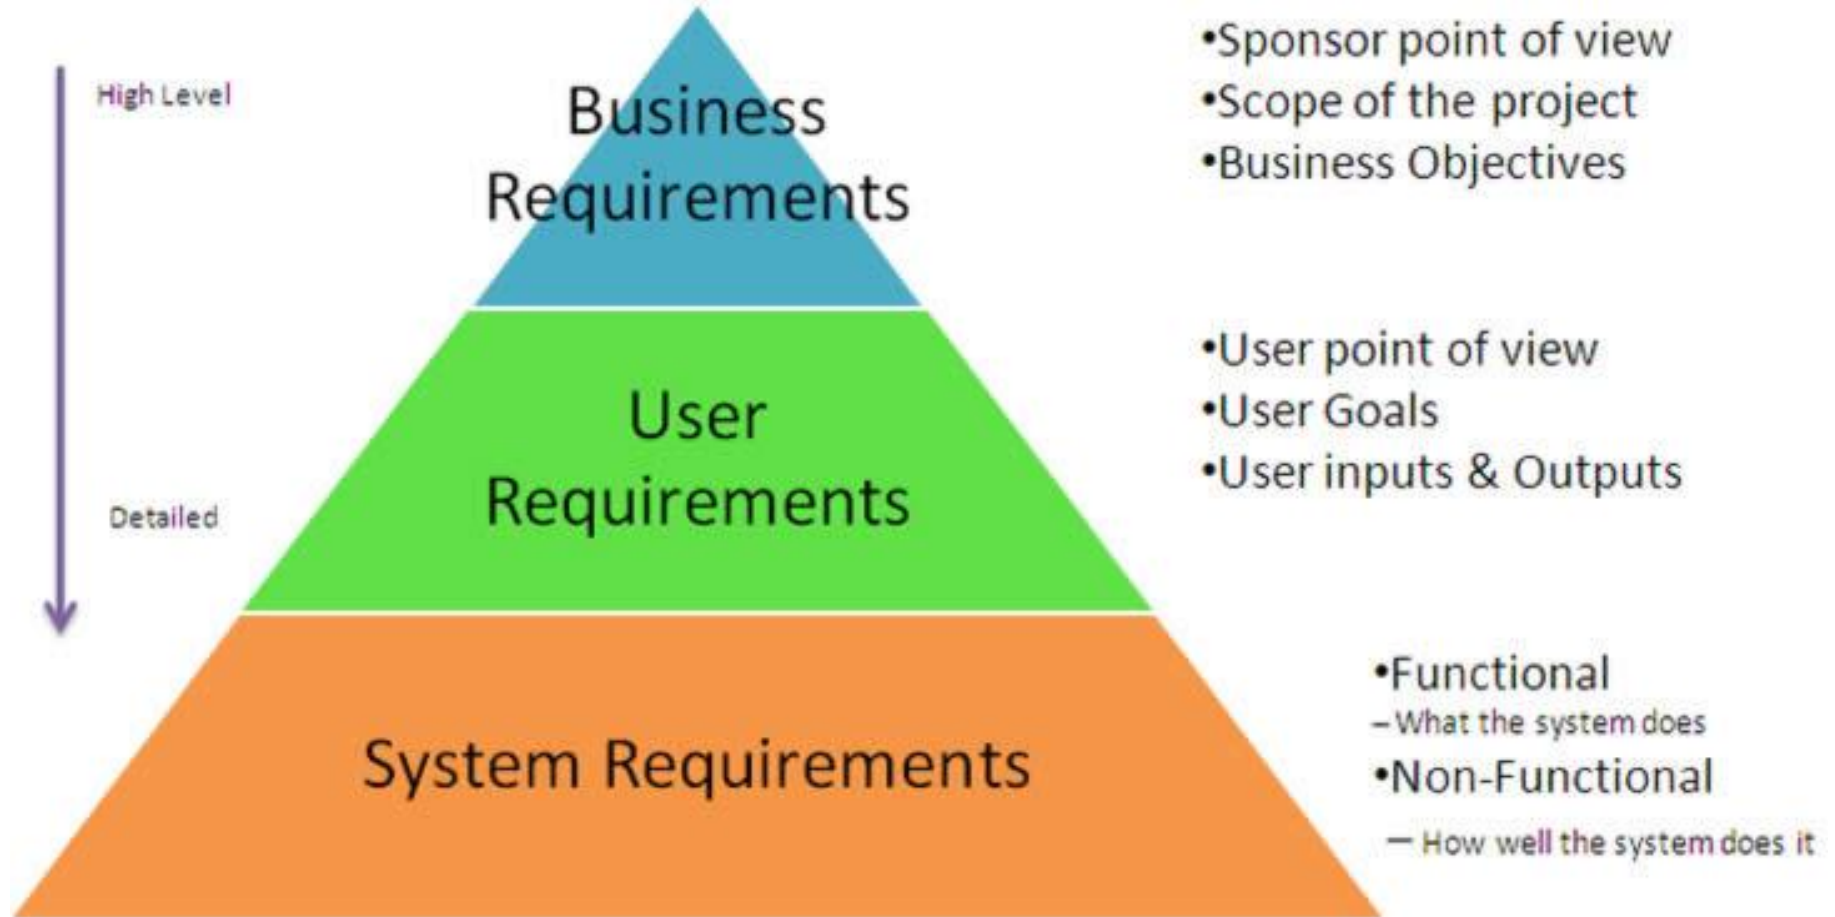 High Level
Detailed
Business
Requirements
•Sponsor point of view
•Scope of the project
•Business Objectives
User
Requirements
•User point of view
•User Goals
•User inputs & Outputs
System Requirements
•Functional
–What the system does
•Non-Functional
— How well the system does it